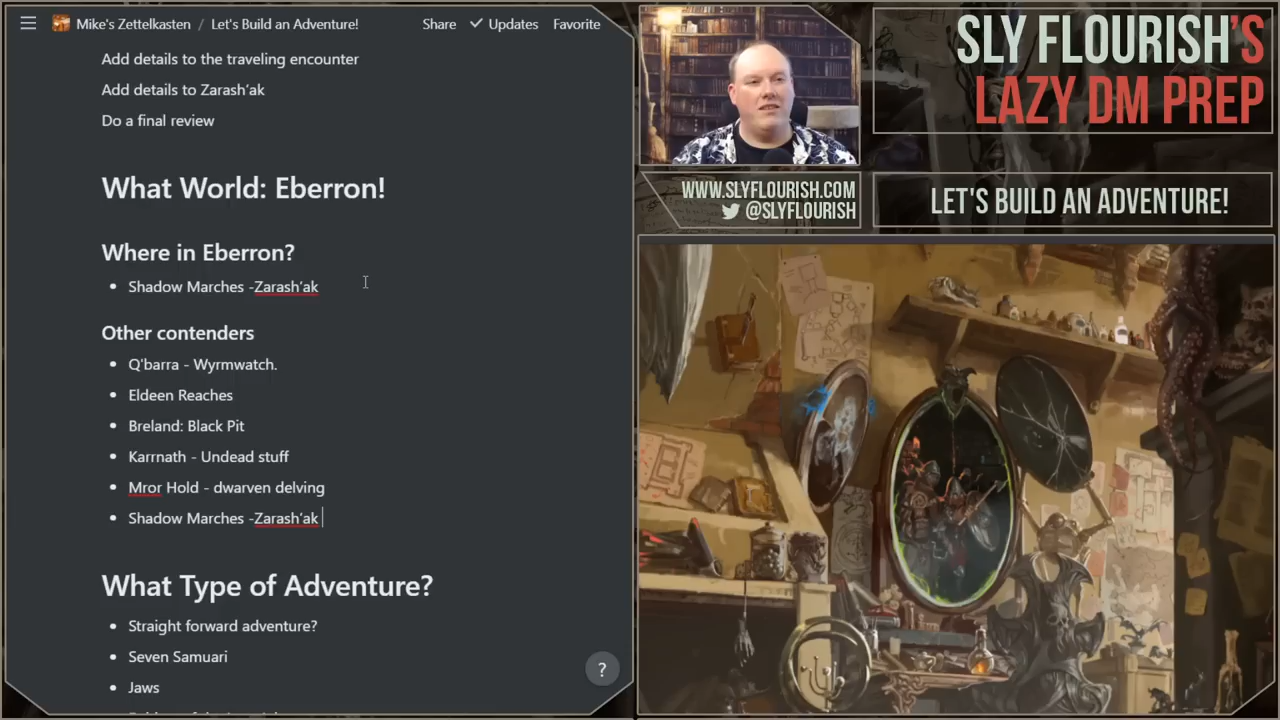 Mike's Zettelkasten / Let's Build an Adventure!
Share Updates Favorite
Add details to the traveling encounter
Add details to Zarash'ak
Do a final review
What World: Eberron!
Where in Eberron?
Shadow Marches -Zarash'ak
Other contenders
Q'barra - Wyrmwatch.
Eldeen Reaches
Breland: Black Pit
Karrnath - Undead stuff
Mror Hold - dwarven delving
Shadow Marches -Zarash'ak
What Type of Adventure?
Straight forward adventure?
Seven Samuari
Jaws
?
SLY FLOURISH'S
LAZY DM PREP
WWW.SLYFLOURISH.COM
@SLYFLOURISH
LET'S BUILD AN ADVENTURE!